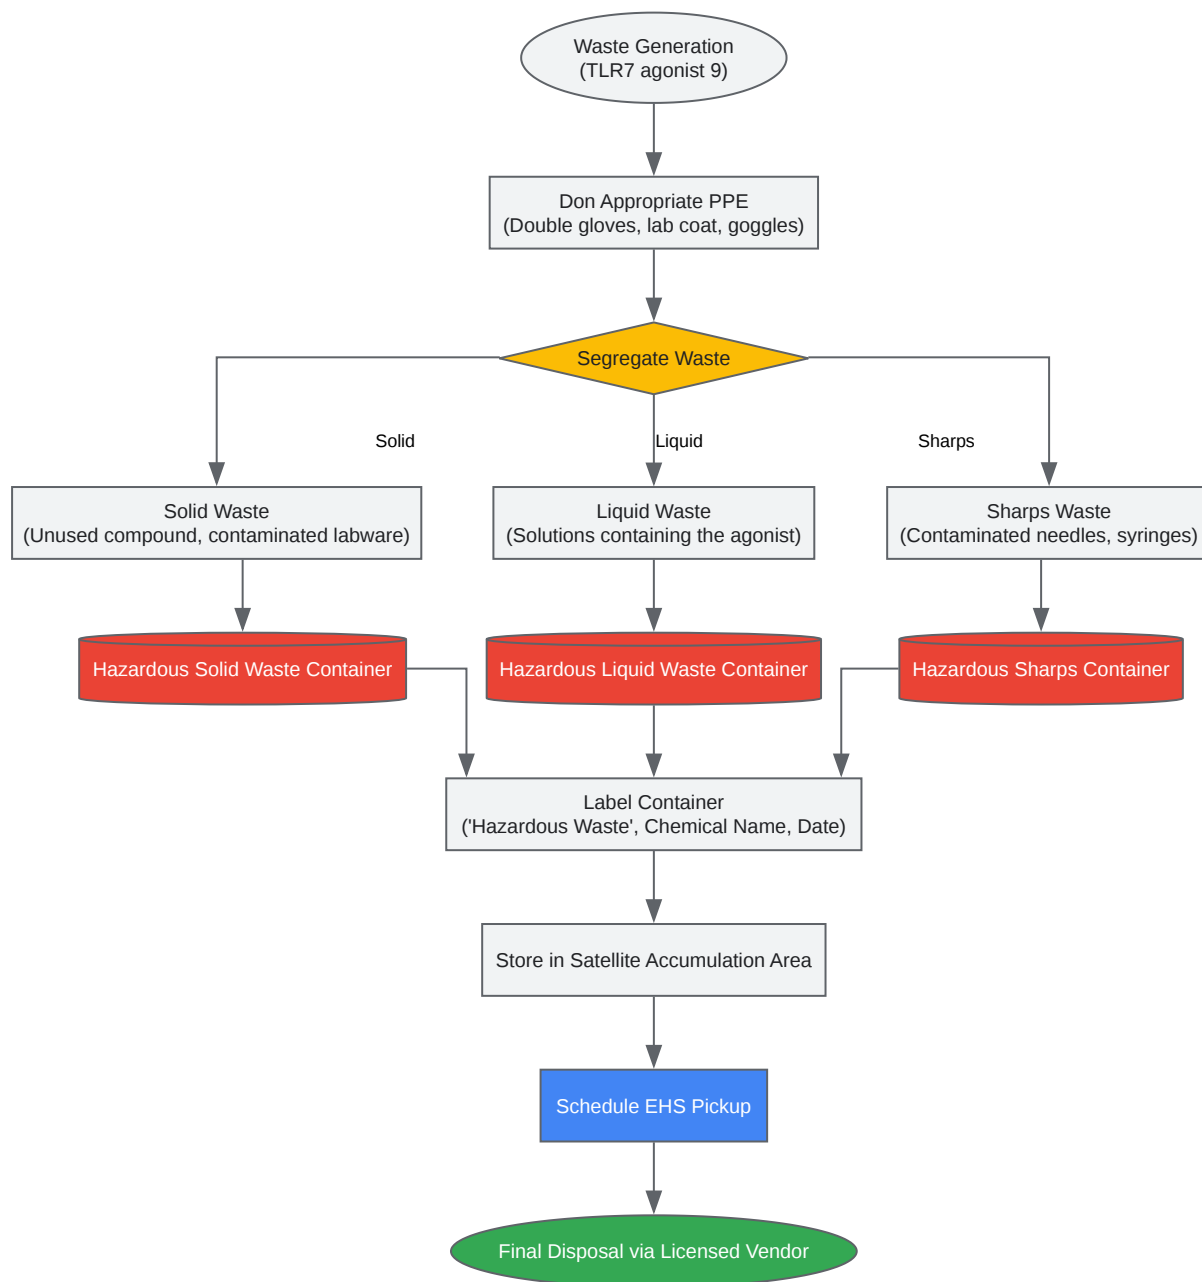 Waste Generation
(TLR7 agonist 9)
Don Appropriate PPE
(Double gloves, lab coat, goggles)
Segregate Waste
Solid
Liquid
Sharps
Solid Waste
(Unused compound, contaminated labware)
Liquid Waste
(Solutions containing the agonist)
Sharps Waste
(Contaminated needles, syringes)
Hazardous Solid Waste Container
Hazardous Liquid Waste Container
Hazardous Sharps Container
Label Container
('Hazardous Waste', Chemical Name, Date)
Store in Satellite Accumulation Area
Schedule EHS Pickup
Final Disposal via Licensed Vendor